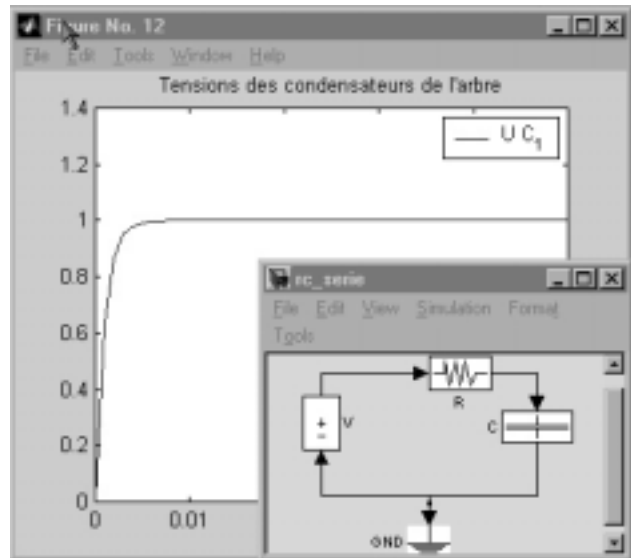 Figure No. 12
File Edit Tools Window Help
Tensions des condensateurs de l'arbre
1.4
U C1
1.2
1
0.8
rc_serie
File Edit View Simulation Format
Tools
0.6
R
0.4
V
C
0.2
GND
0
0 0.01